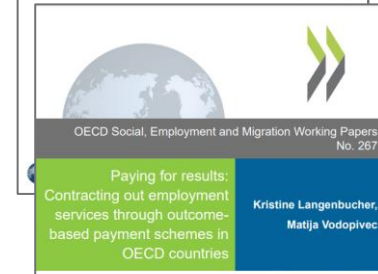 OECD Social, Employment and Migration Working Papers
No. 267
Paying for results:
Contracting out employment
services through outcome-
based payment schemes in
OECD countries
Kristine Langenbucher,
Matija Vodopivec